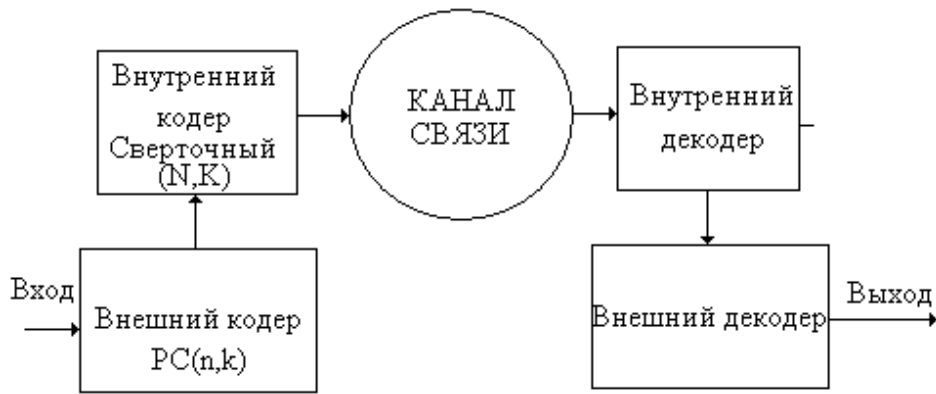 Внутренний
кодер
Сверточный
(N,K)
КАНАЛ
СВЯЗИ
Внутренний
декодер
Вход
Внешний кодер
РС(n,k)
Внешний декодер
Выход